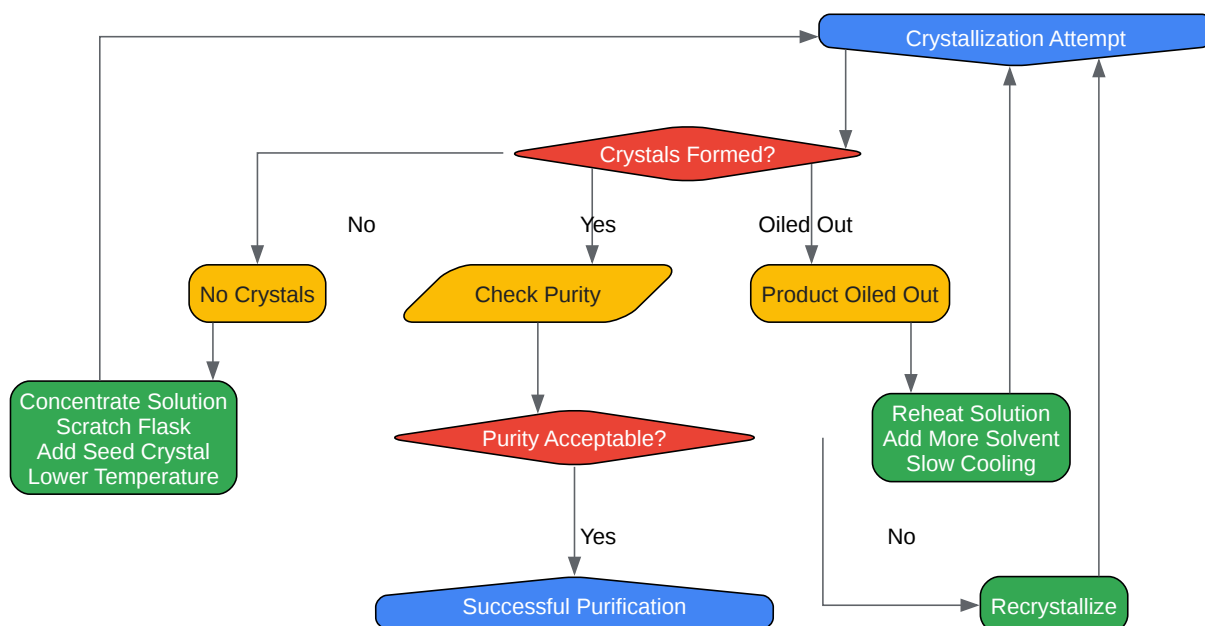 Crystallization Attempt
Crystals Formed?
No
Yes
Oiled Out
No Crystals
Check Purity
Product Oiled Out
Concentrate Solution
Scratch Flask
Add Seed Crystal
Lower Temperature
Purity Acceptable?
Reheat Solution
Add More Solvent
Slow Cooling
Yes
No
Successful Purification
Recrystallize